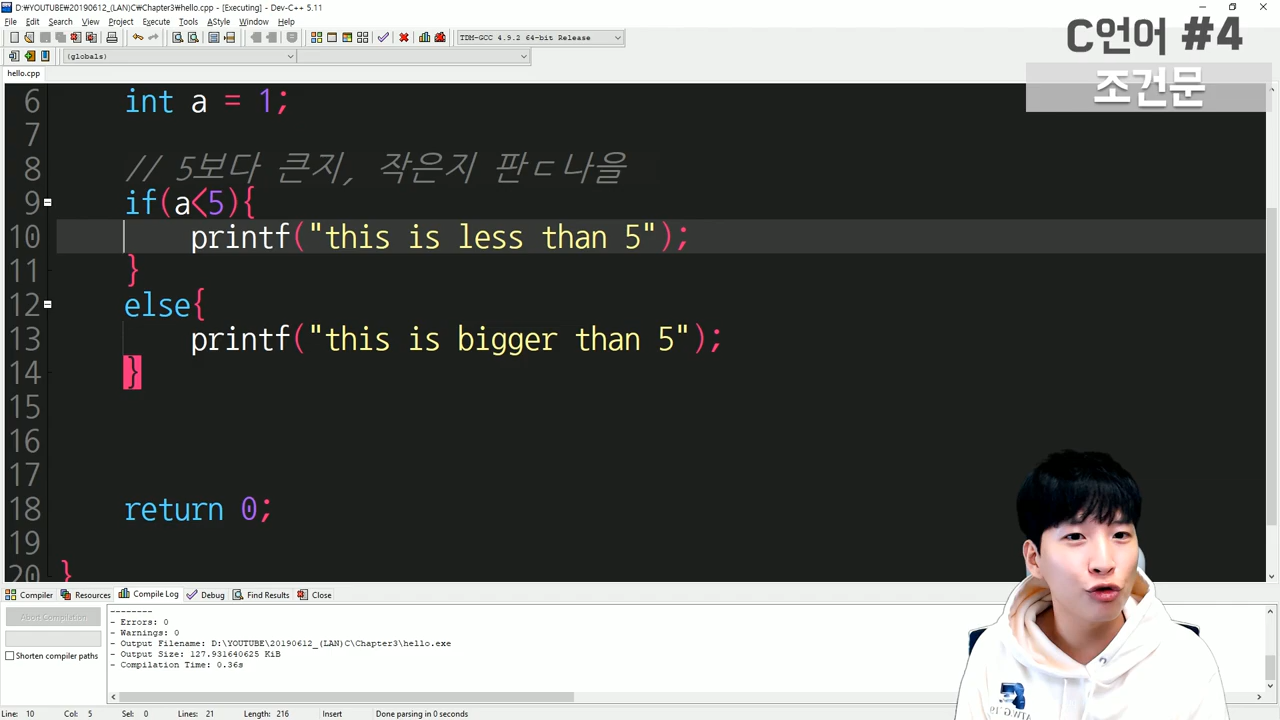 D:₩YOUTUBE₩20190612_(LAN)C₩Chapter3₩hello.cpp - [Executing] - Dev-C++ 5.11
File Edit Search View Project Execute Tools AStyle Window Help
TDM-GCC 4.9.2 64-bit Release
(globals)
hello.cpp
C언어 #4
조건문
6 int a = 1;
7
8 // 5보다 큰지, 작은지 판ㄷ나을
9 if(a<5){
10 printf("this is less than 5");
11 }
12 else{
13 printf("this is bigger than 5");
14 }
15
16
17
18 return 0;
19
20 }
Compiler Resources Compile Log Debug Find Results Close
Abort Compilation
Shorten compiler paths
--------
- Errors: 0
- Warnings: 0
- Output Filename: D:\YOUTUBE\20190612_(LAN)C\Chapter3\hello.exe
- Output Size: 127.931640625 KiB
- Compilation Time: 0.36s
Line: 10 Col: 5 Sel: 0 Lines: 21 Length: 216 Insert Done parsing in 0 seconds